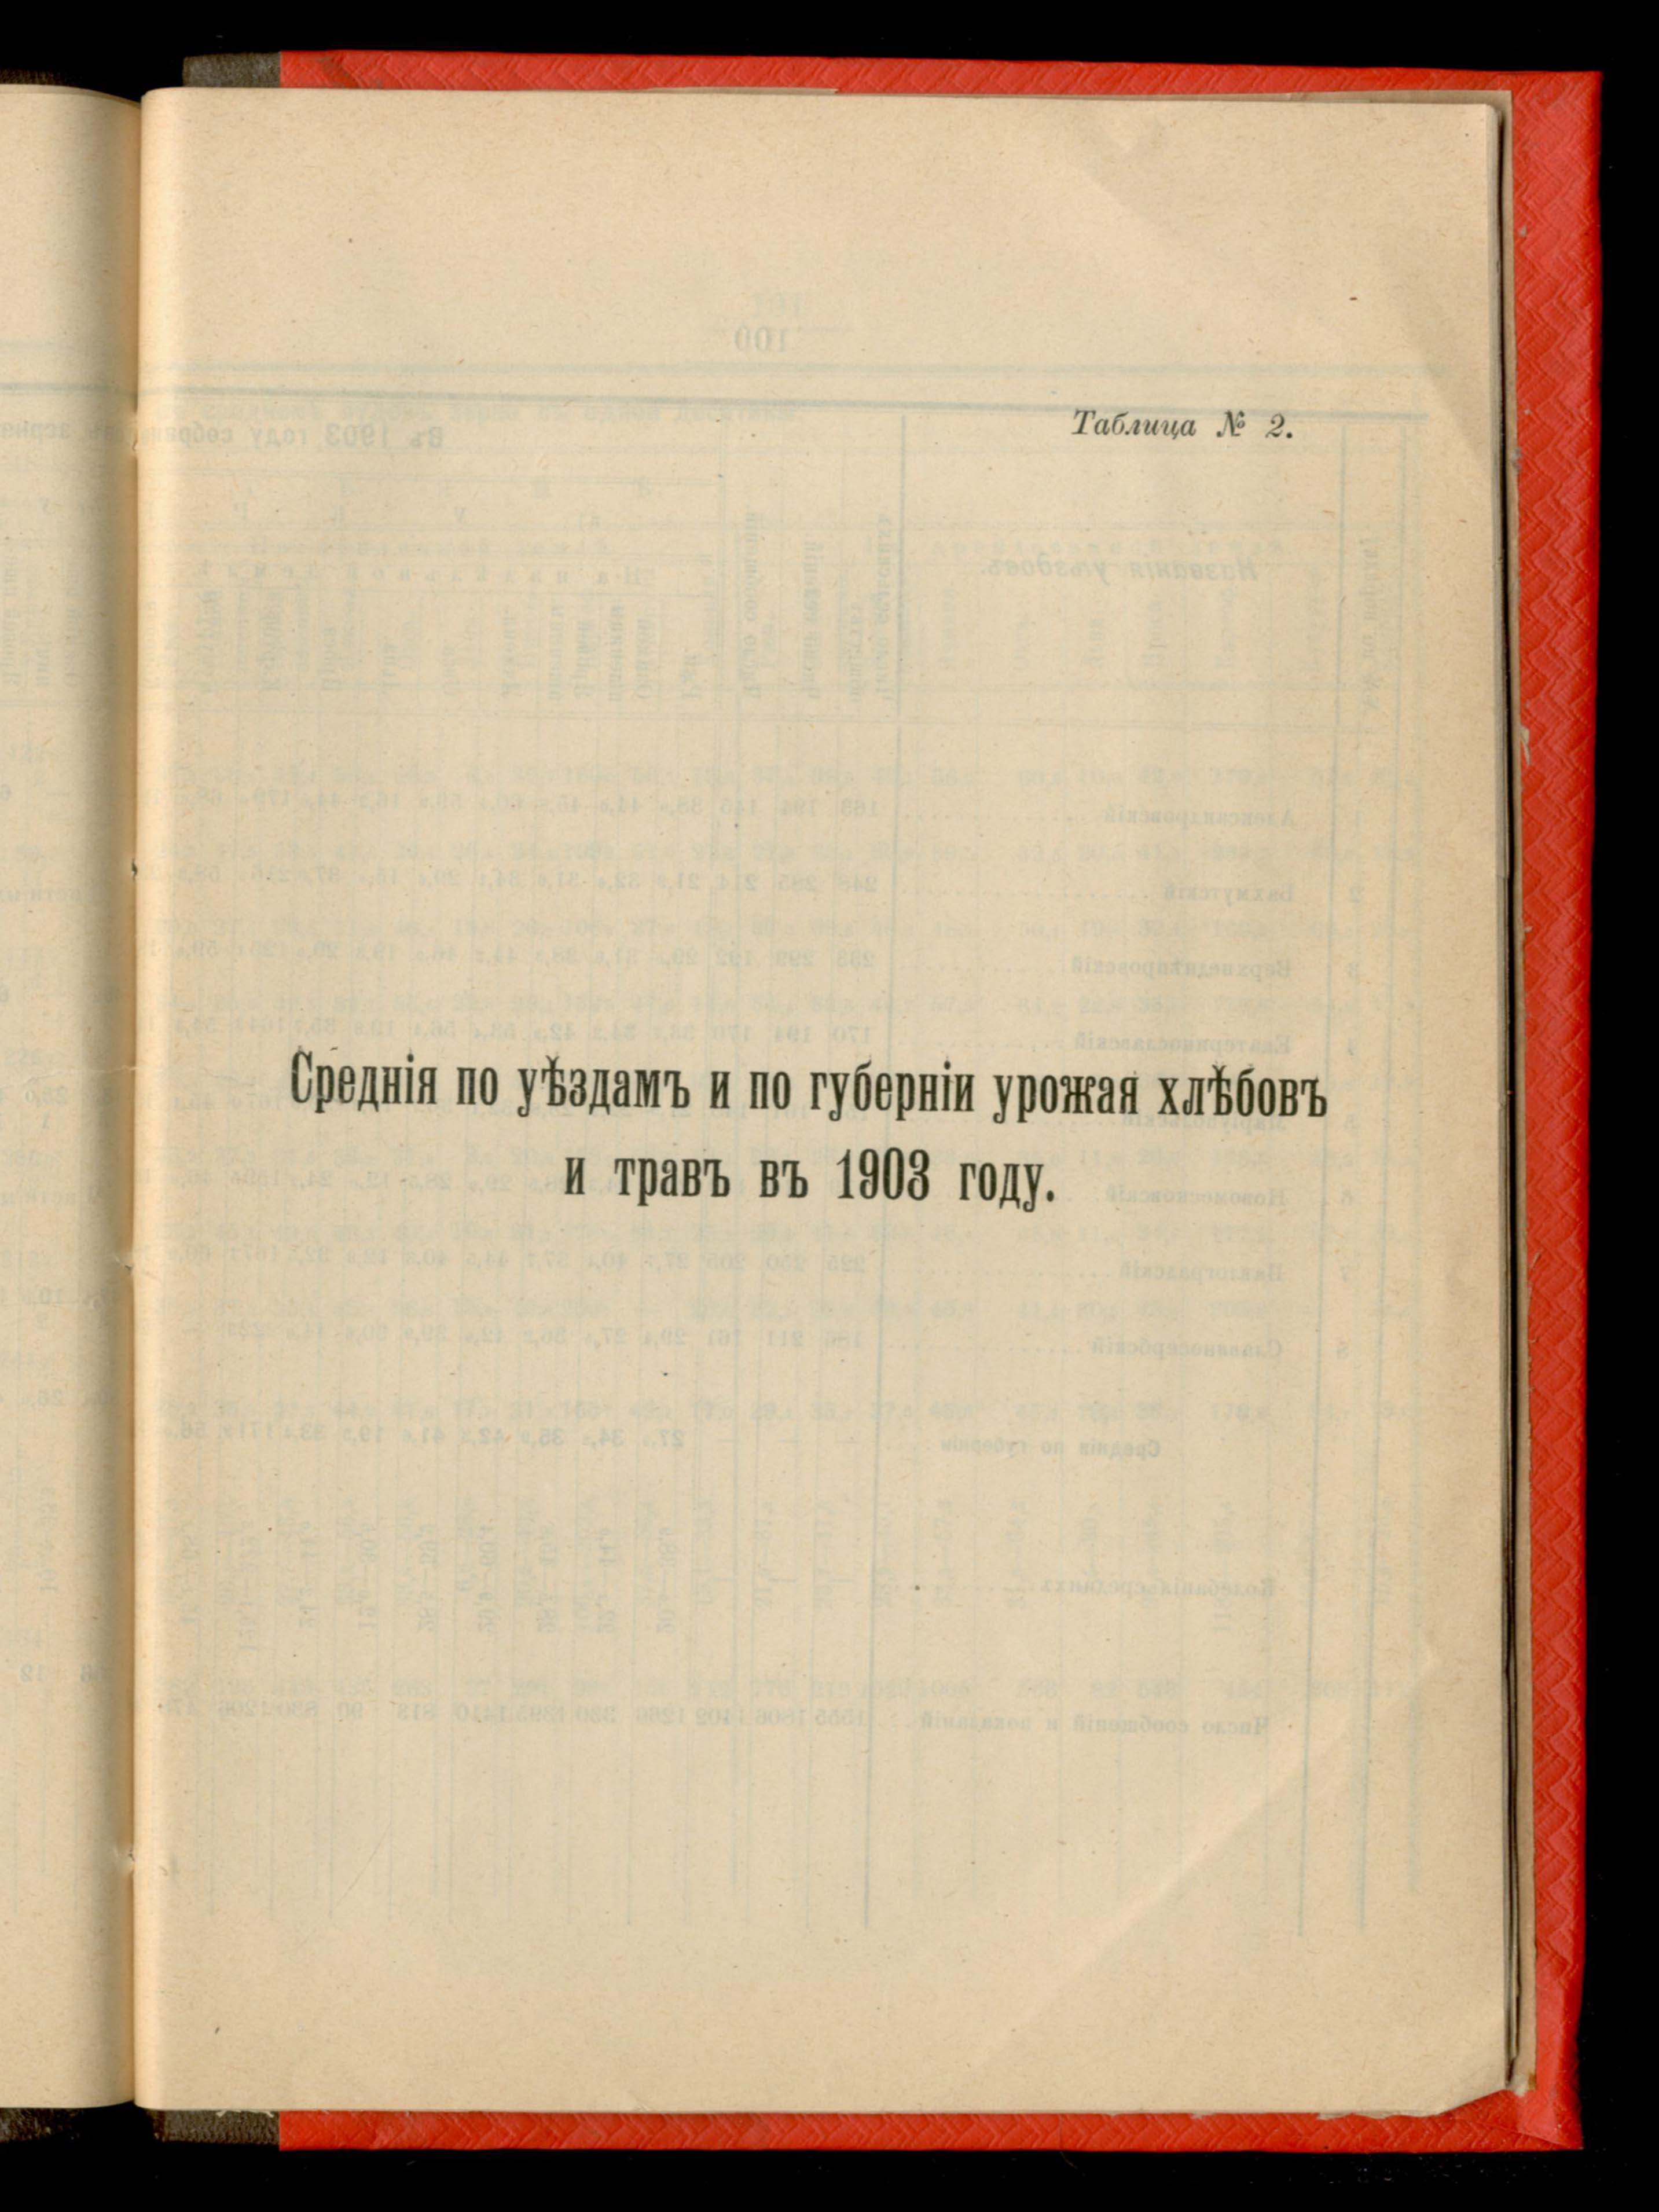 Таблица № 2.
Среднія по уѣздамъ и по губерніи урожая хлѣбовъ
и травъ въ 1903 году.